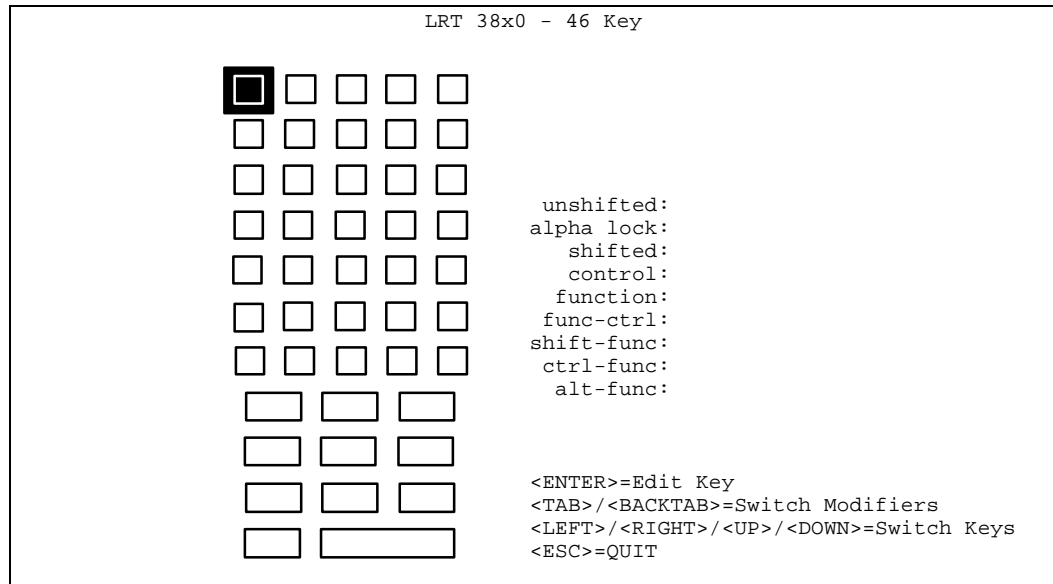 LRT 38x0 - 46 Key
unshifted:
alpha lock:
shifted:
control:
function:
func-ctrl:
shift-func:
ctrl-func:
alt-func:
<ENTER>=Edit Key
<TAB>/<BACKTAB>=Switch Modifiers
<LEFT>/<RIGHT>/<UP>/<DOWN>=Switch Keys
<ESC>=QUIT